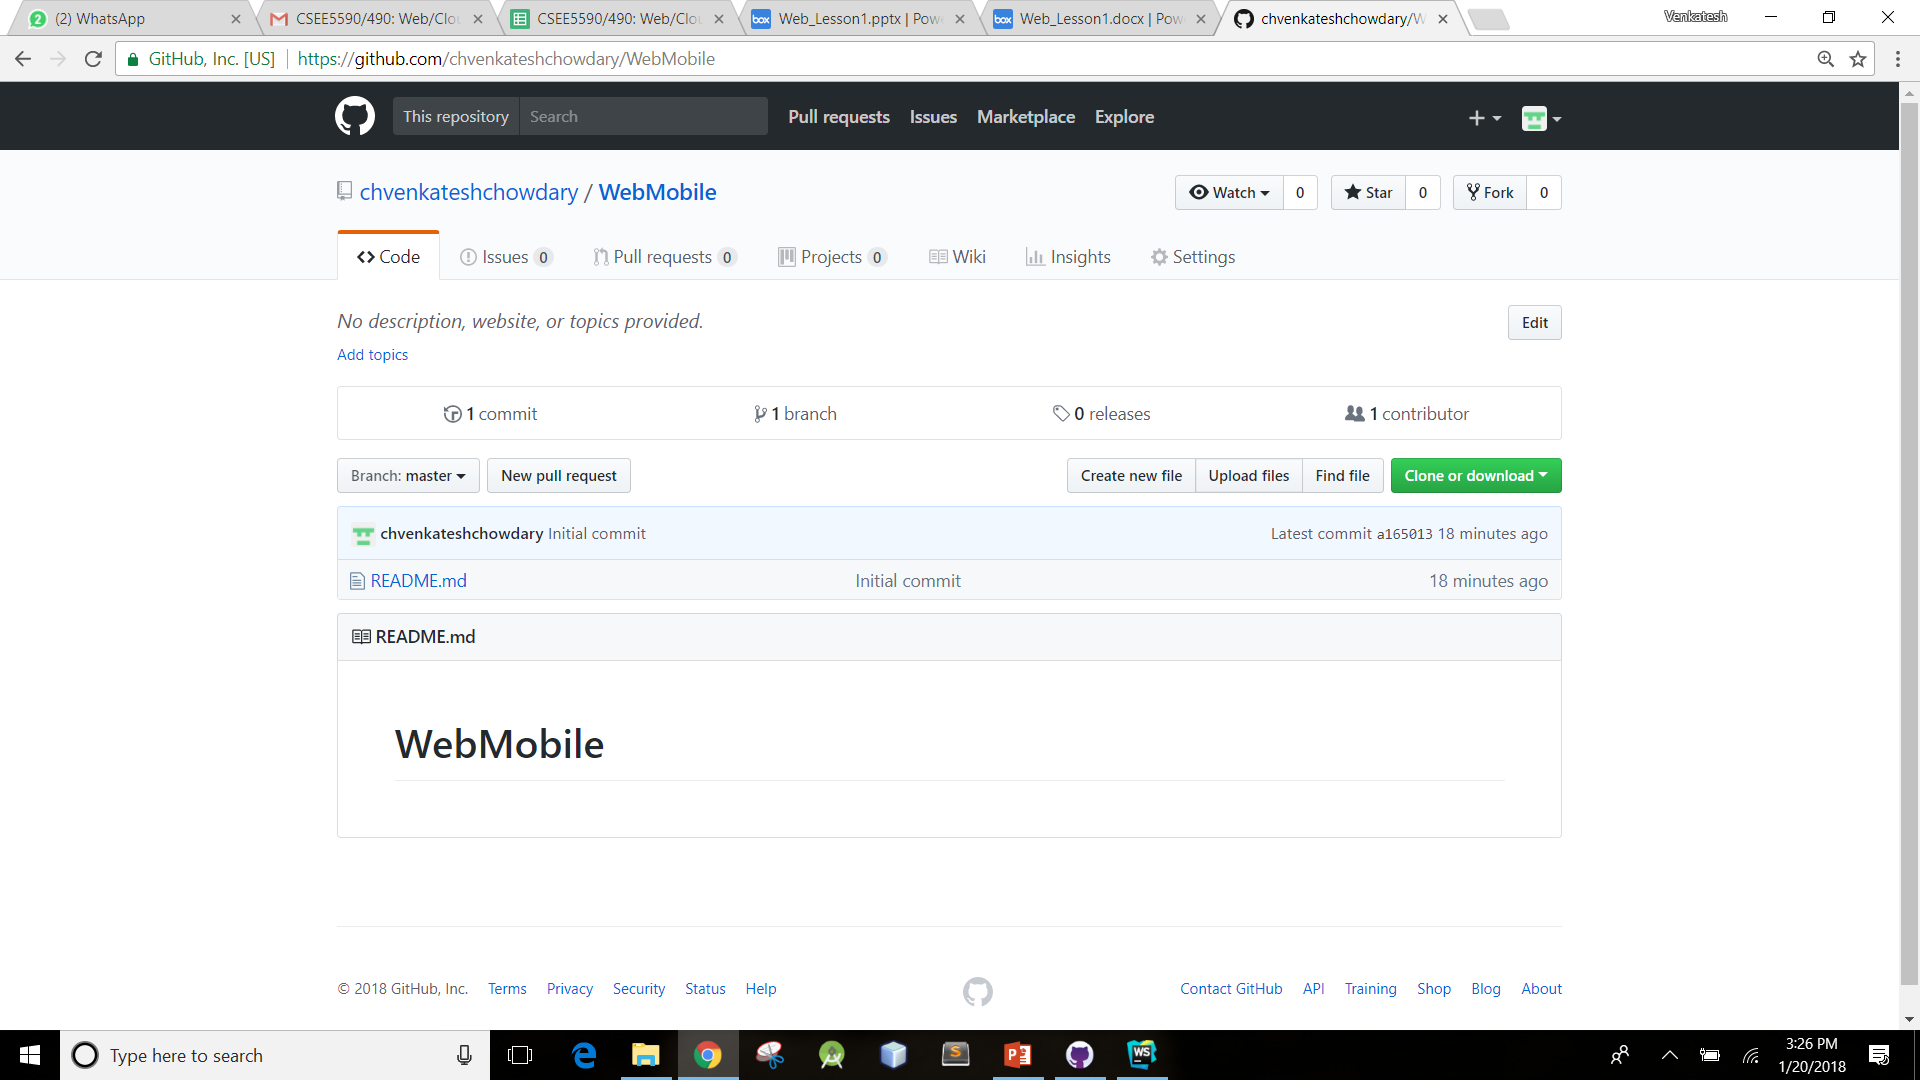 (2) WhatsApp
CSEE5590/490: Web/Clou
CSEE5590/490: Web/Clou
Web_Lesson1.pptx | Pow
Web_Lesson1.docx | Pow
chvenkateshchowdary/W
Venkatesh
GitHub, Inc. [US] https://github.com/chvenkateshchowdary/WebMobile
This repository Search Pull requests Issues Marketplace Explore
chvenkateshchowdary / WebMobile
Watch 0 Star 0 Fork 0
Code Issues 0 Pull requests 0 Projects 0 Wiki Insights Settings
No description, website, or topics provided.
Edit
Add topics
1 commit 1 branch 0 releases 1 contributor
Branch: master New pull request Create new file Upload files Find file Clone or download
chvenkateshchowdary Initial commit Latest commit a165013 18 minutes ago
README.md Initial commit 18 minutes ago
README.md
WebMobile
© 2018 GitHub, Inc. Terms Privacy Security Status Help Contact GitHub API Training Shop Blog About
Type here to search
3:26 PM
1/20/2018